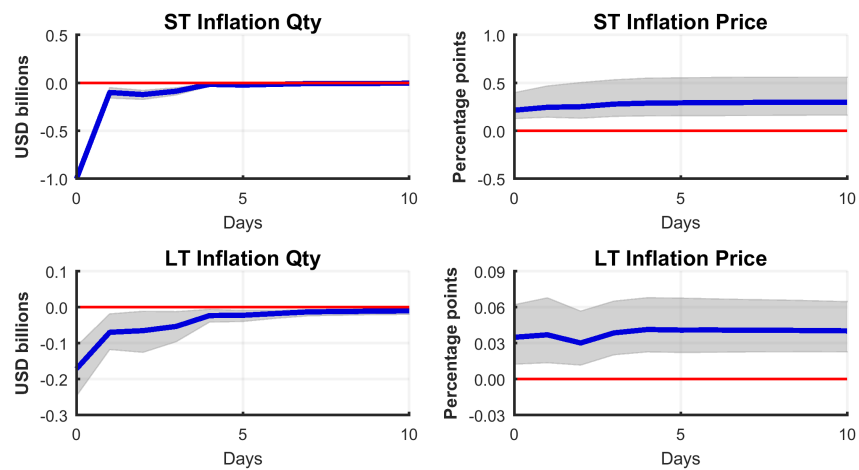 ST Inflation Qty
USD billions
0.5
0.0
-0.5
-1.0
0 5 10
Days
ST Inflation Price
Percentage points
1.0
0.5
0.0
-0.5
0 5 10
Days
LT Inflation Qty
USD billions
0.1
0.0
-0.1
-0.2
-0.3
0 5 10
Days
LT Inflation Price
Percentage points
0.09
0.06
0.03
0.00
-0.03
0 5 10
Days